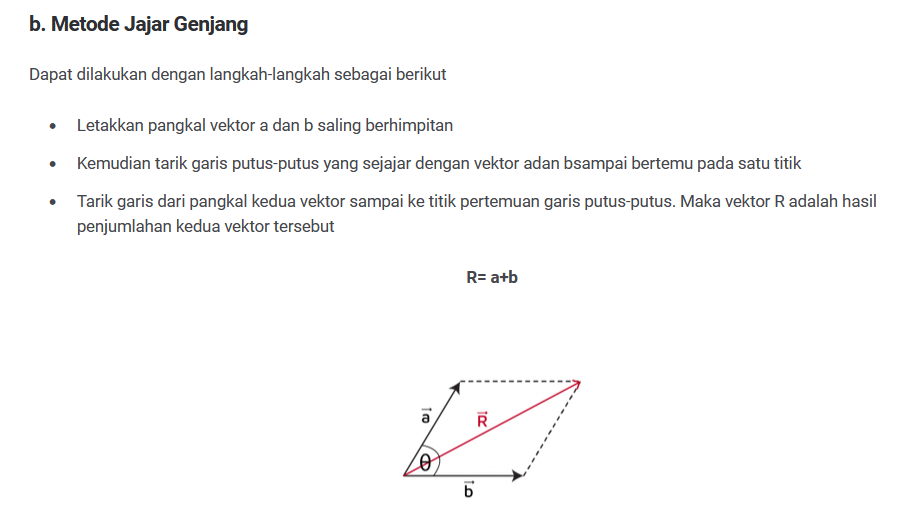 b. Metode Jajar Genjang
Dapat dilakukan dengan langkah-langkah sebagai berikut
• Letakkan pangkal vektor a dan b saling berhimpitan
• Kemudian tarik garis putus-putus yang sejajar dengan vektor adan bsampai bertemu pada satu titik
• Tarik garis dari pangkal kedua vektor sampai ke titik pertemuan garis putus-putus. Maka vektor R adalah hasil
penjumlahan kedua vektor tersebut
R= a+b
a⃗
R⃗
θ
b⃗